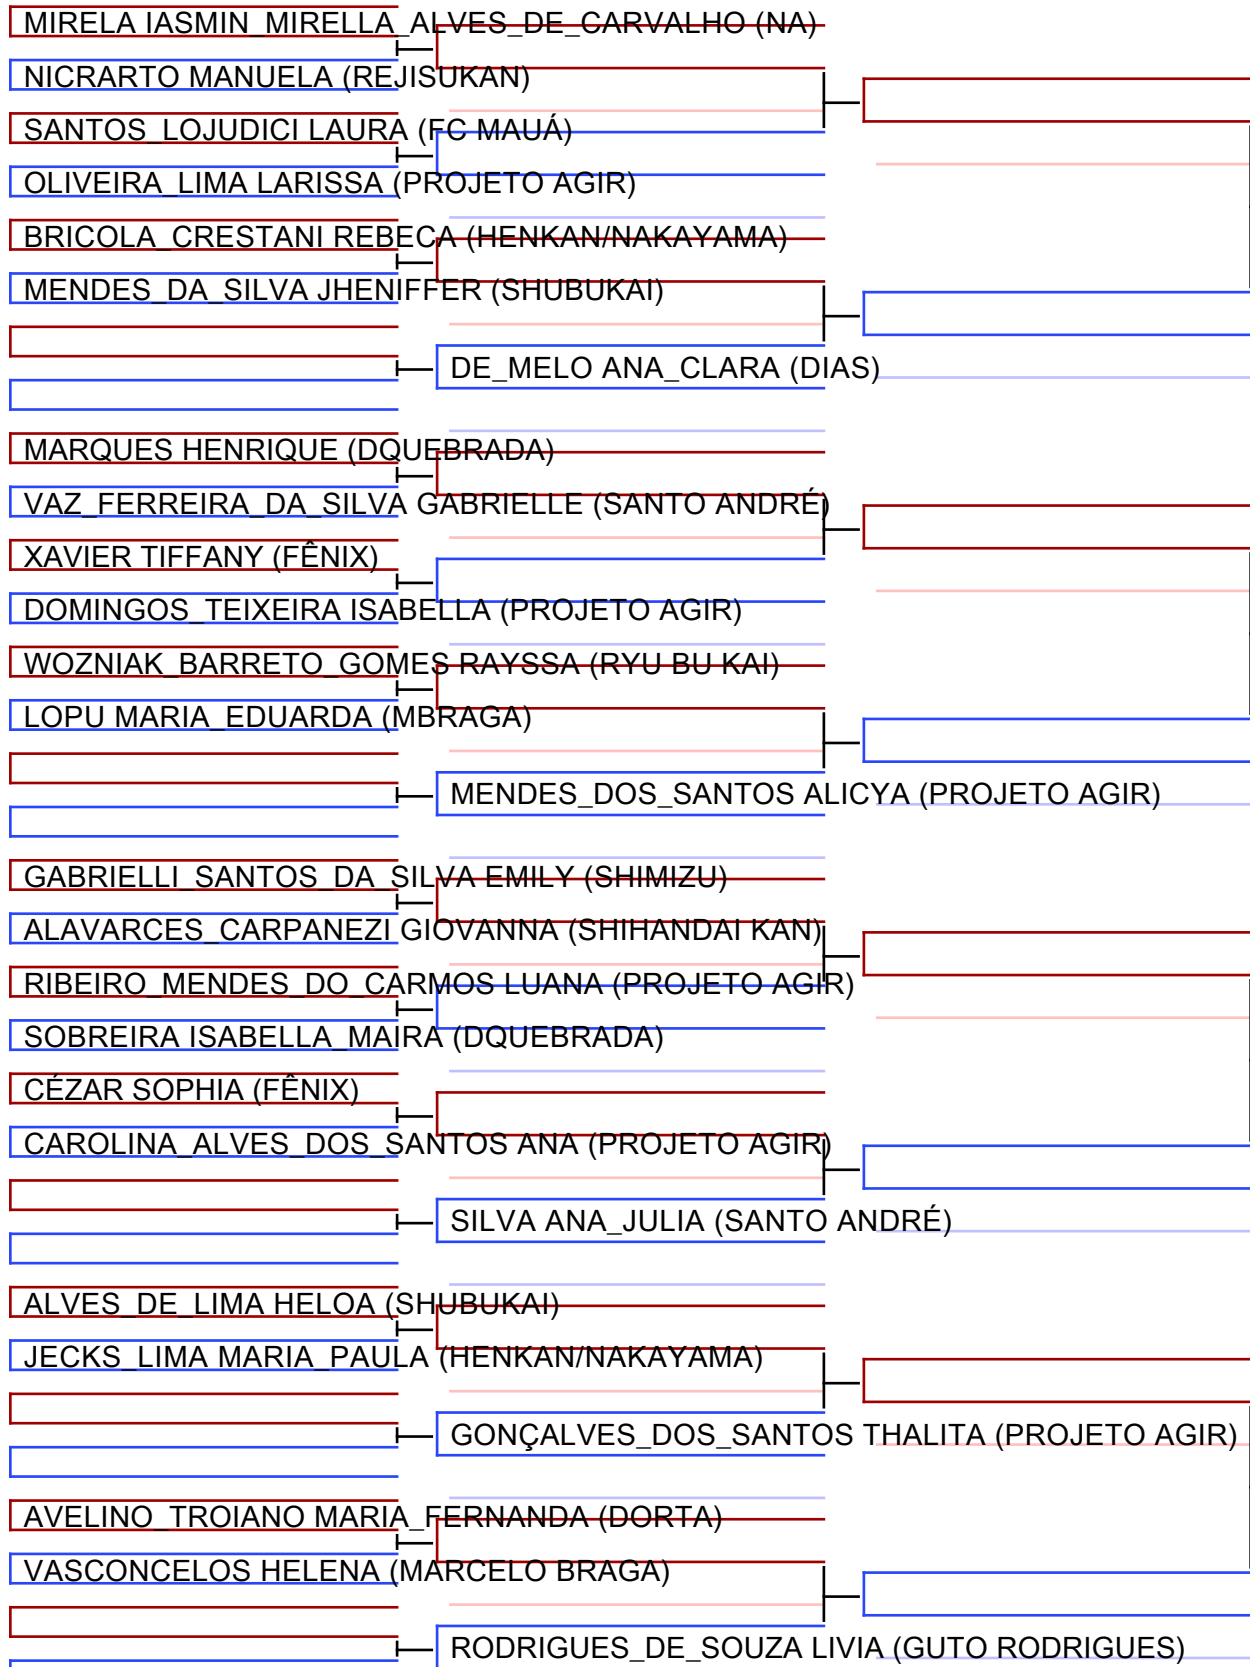 MIRELA IASMIN_MIRELLA_ALVES_DE_CARVALHO (NA)
NICRARTO MANUELA (REJISUKAN)
SANTOS_LOJUDICI LAURA (FC MAUÁ)
OLIVEIRA_LIMA LARISSA (PROJETO AGIR)
BRICOLA_CRESTANI REBECA (HENKAN/NAKAYAMA)
MENDES_DA_SILVA JHENIFFER (SHUBUKAI)
DE_MELO ANA_CLARA (DIAS)
MARQUES HENRIQUE (DQUEBRADA)
VAZ_FERREIRA_DA_SILVA GABRIELLE (SANTO ANDRÉ)
XAVIER TIFFANY (FÊNIX)
DOMINGOS_TEIXEIRA ISABELLA (PROJETO AGIR)
WOZNIAK_BARRETO_GOMES RAYSSA (RYU BU KAI)
LOPU MARIA_EDUARDA (MBRAGA)
MENDES_DOS_SANTOS ALICYA (PROJETO AGIR)
GABRIELLI_SANTOS_DA_SILVA EMILY (SHIMIZU)
ALAVARCES_CARPANEZI GIOVANNA (SHIHANDAI KAN)
RIBEIRO_MENDES_DO_CARMOS LUANA (PROJETO AGIR)
SOBREIRA ISABELLA_MAIRA (DQUEBRADA)
CÉZAR SOPHIA (FÊNIX)
CAROLINA_ALVES_DOS_SANTOS ANA (PROJETO AGIR)
SILVA ANA_JULIA (SANTO ANDRÉ)
ALVES_DE_LIMA HELOA (SHUBUKAI)
JECKS_LIMA MARIA_PAULA (HENKAN/NAKAYAMA)
GONÇALVES_DOS_SANTOS THALITA (PROJETO AGIR)
AVELINO_TROIANO MARIA_FERNANDA (DORTA)
VASCONCELOS HELENA (MARCELO BRAGA)
RODRIGUES_DE_SOUZA LIVIA (GUTO RODRIGUES)